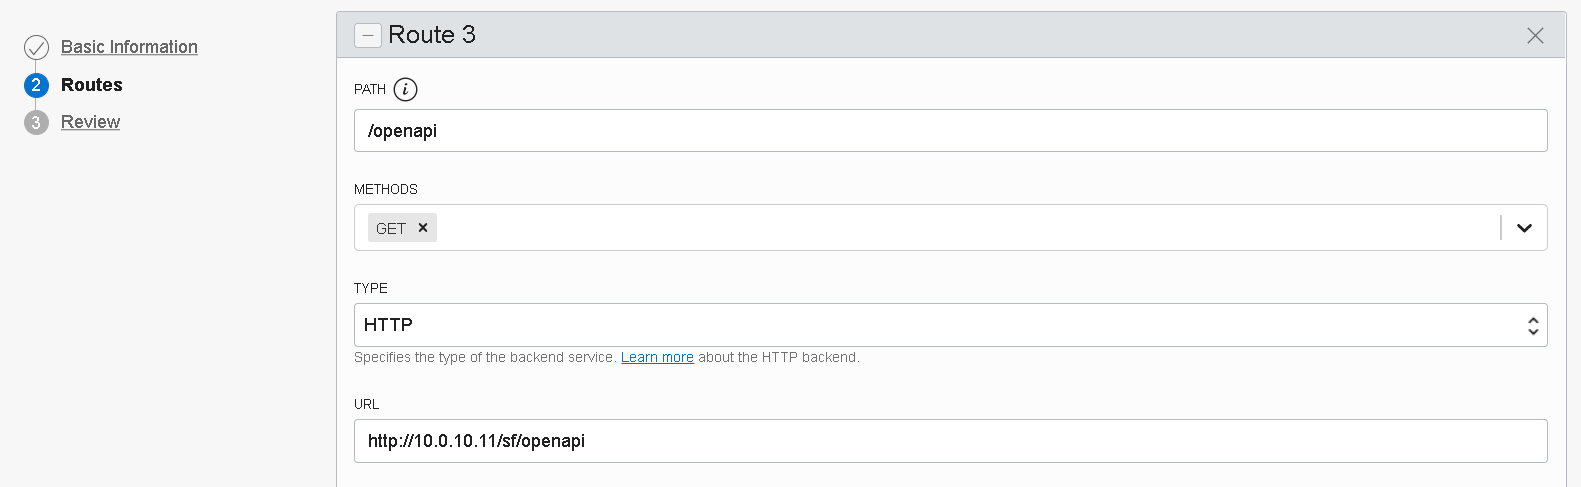 Basic Information
2 Routes
3 Review
Route 3
PATH i
/openapi
METHODS
GET
TYPE
HTTP
Specifies the type of the backend service. Learn more about the HTTP backend.
URL
http://10.0.10.11/sf/openapi